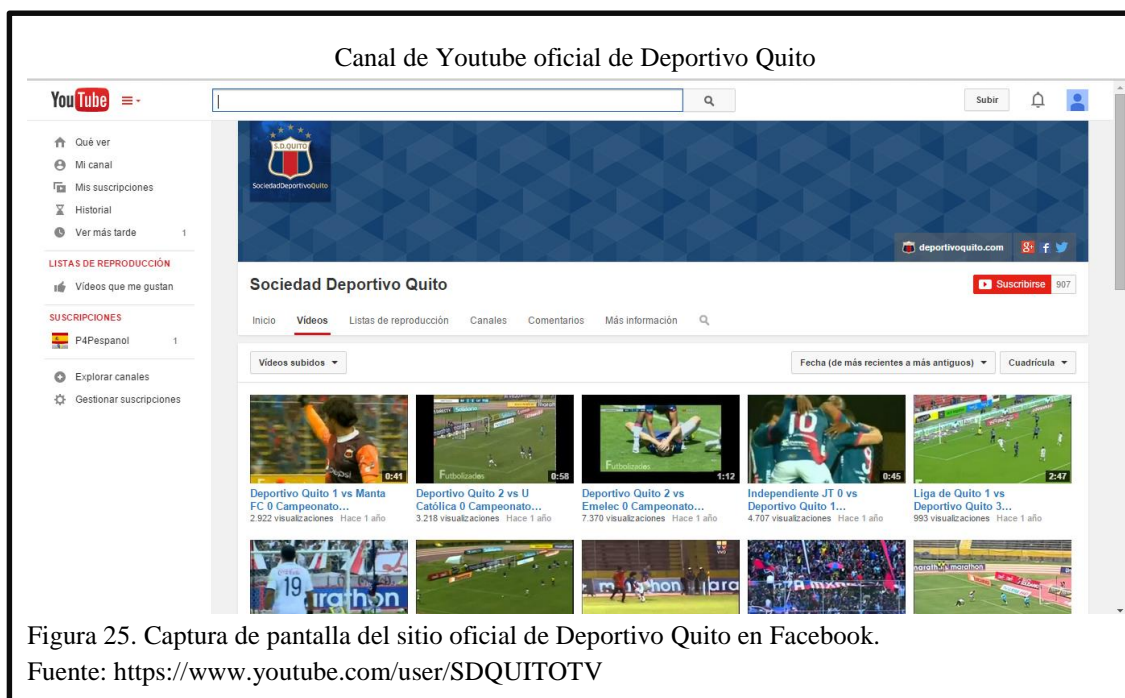 Canal de Youtube oficial de Deportivo Quito
YouTube
Subir
Qué ver
Mi canal
Mis suscripciones
Historial
Ver más tarde 1
LISTAS DE REPRODUCCIÓN
Vídeos que me gustan
SUSCRIPCIONES
P4Pespanol 1
Explorar canales
Gestionar suscripciones
S.D.QUITO
SociedadDeportivoQuito
deportivoquito.com
Sociedad Deportivo Quito
Suscribirse 907
Inicio Vídeos Listas de reproducción Canales Comentarios Más información
Vídeos subidos
Fecha (de más recientes a más antiguos) Cuadrícula
pepsi
Futbolizados
Futbolizados
10
9
0:41 0:58 1:12 0:45 2:47
Deportivo Quito 1 vs Manta FC 0 Campeonato…
2.922 visualizaciones Hace 1 año
Deportivo Quito 2 vs U Católica 0 Campeonato…
3.218 visualizaciones Hace 1 año
Deportivo Quito 2 vs Emelec 0 Campeonato…
7.370 visualizaciones Hace 1 año
Independiente JT 0 vs Deportivo Quito 1…
4.707 visualizaciones Hace 1 año
Liga de Quito 1 vs Deportivo Quito 3…
993 visualizaciones Hace 1 año
19
marathon
marathon
Figura 25. Captura de pantalla del sitio oficial de Deportivo Quito en Facebook.
Fuente: https://www.youtube.com/user/SDQUITOTV